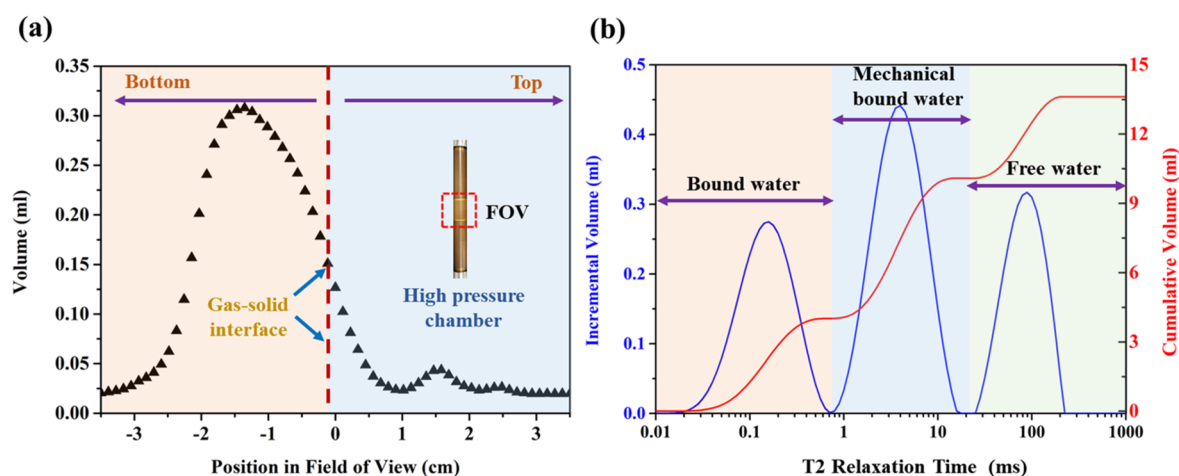 (a)
0.35
0.30
0.25
0.20
0.15
0.10
0.05
0.00
Volume (ml)
Bottom
Top
FOV
Gas-solid
interface
High pressure
chamber
-3
-2
-1
0
1
2
3
Position in Field of View (cm)
(b)
0.5
0.4
0.3
0.2
0.1
0.0
Incremental Volume (ml)
Mechanical
bound water
Bound water
Free water
15
12
9
6
3
0
Cumulative Volume (ml)
0.01
0.1
1
10
100
1000
T2 Relaxation Time (ms)